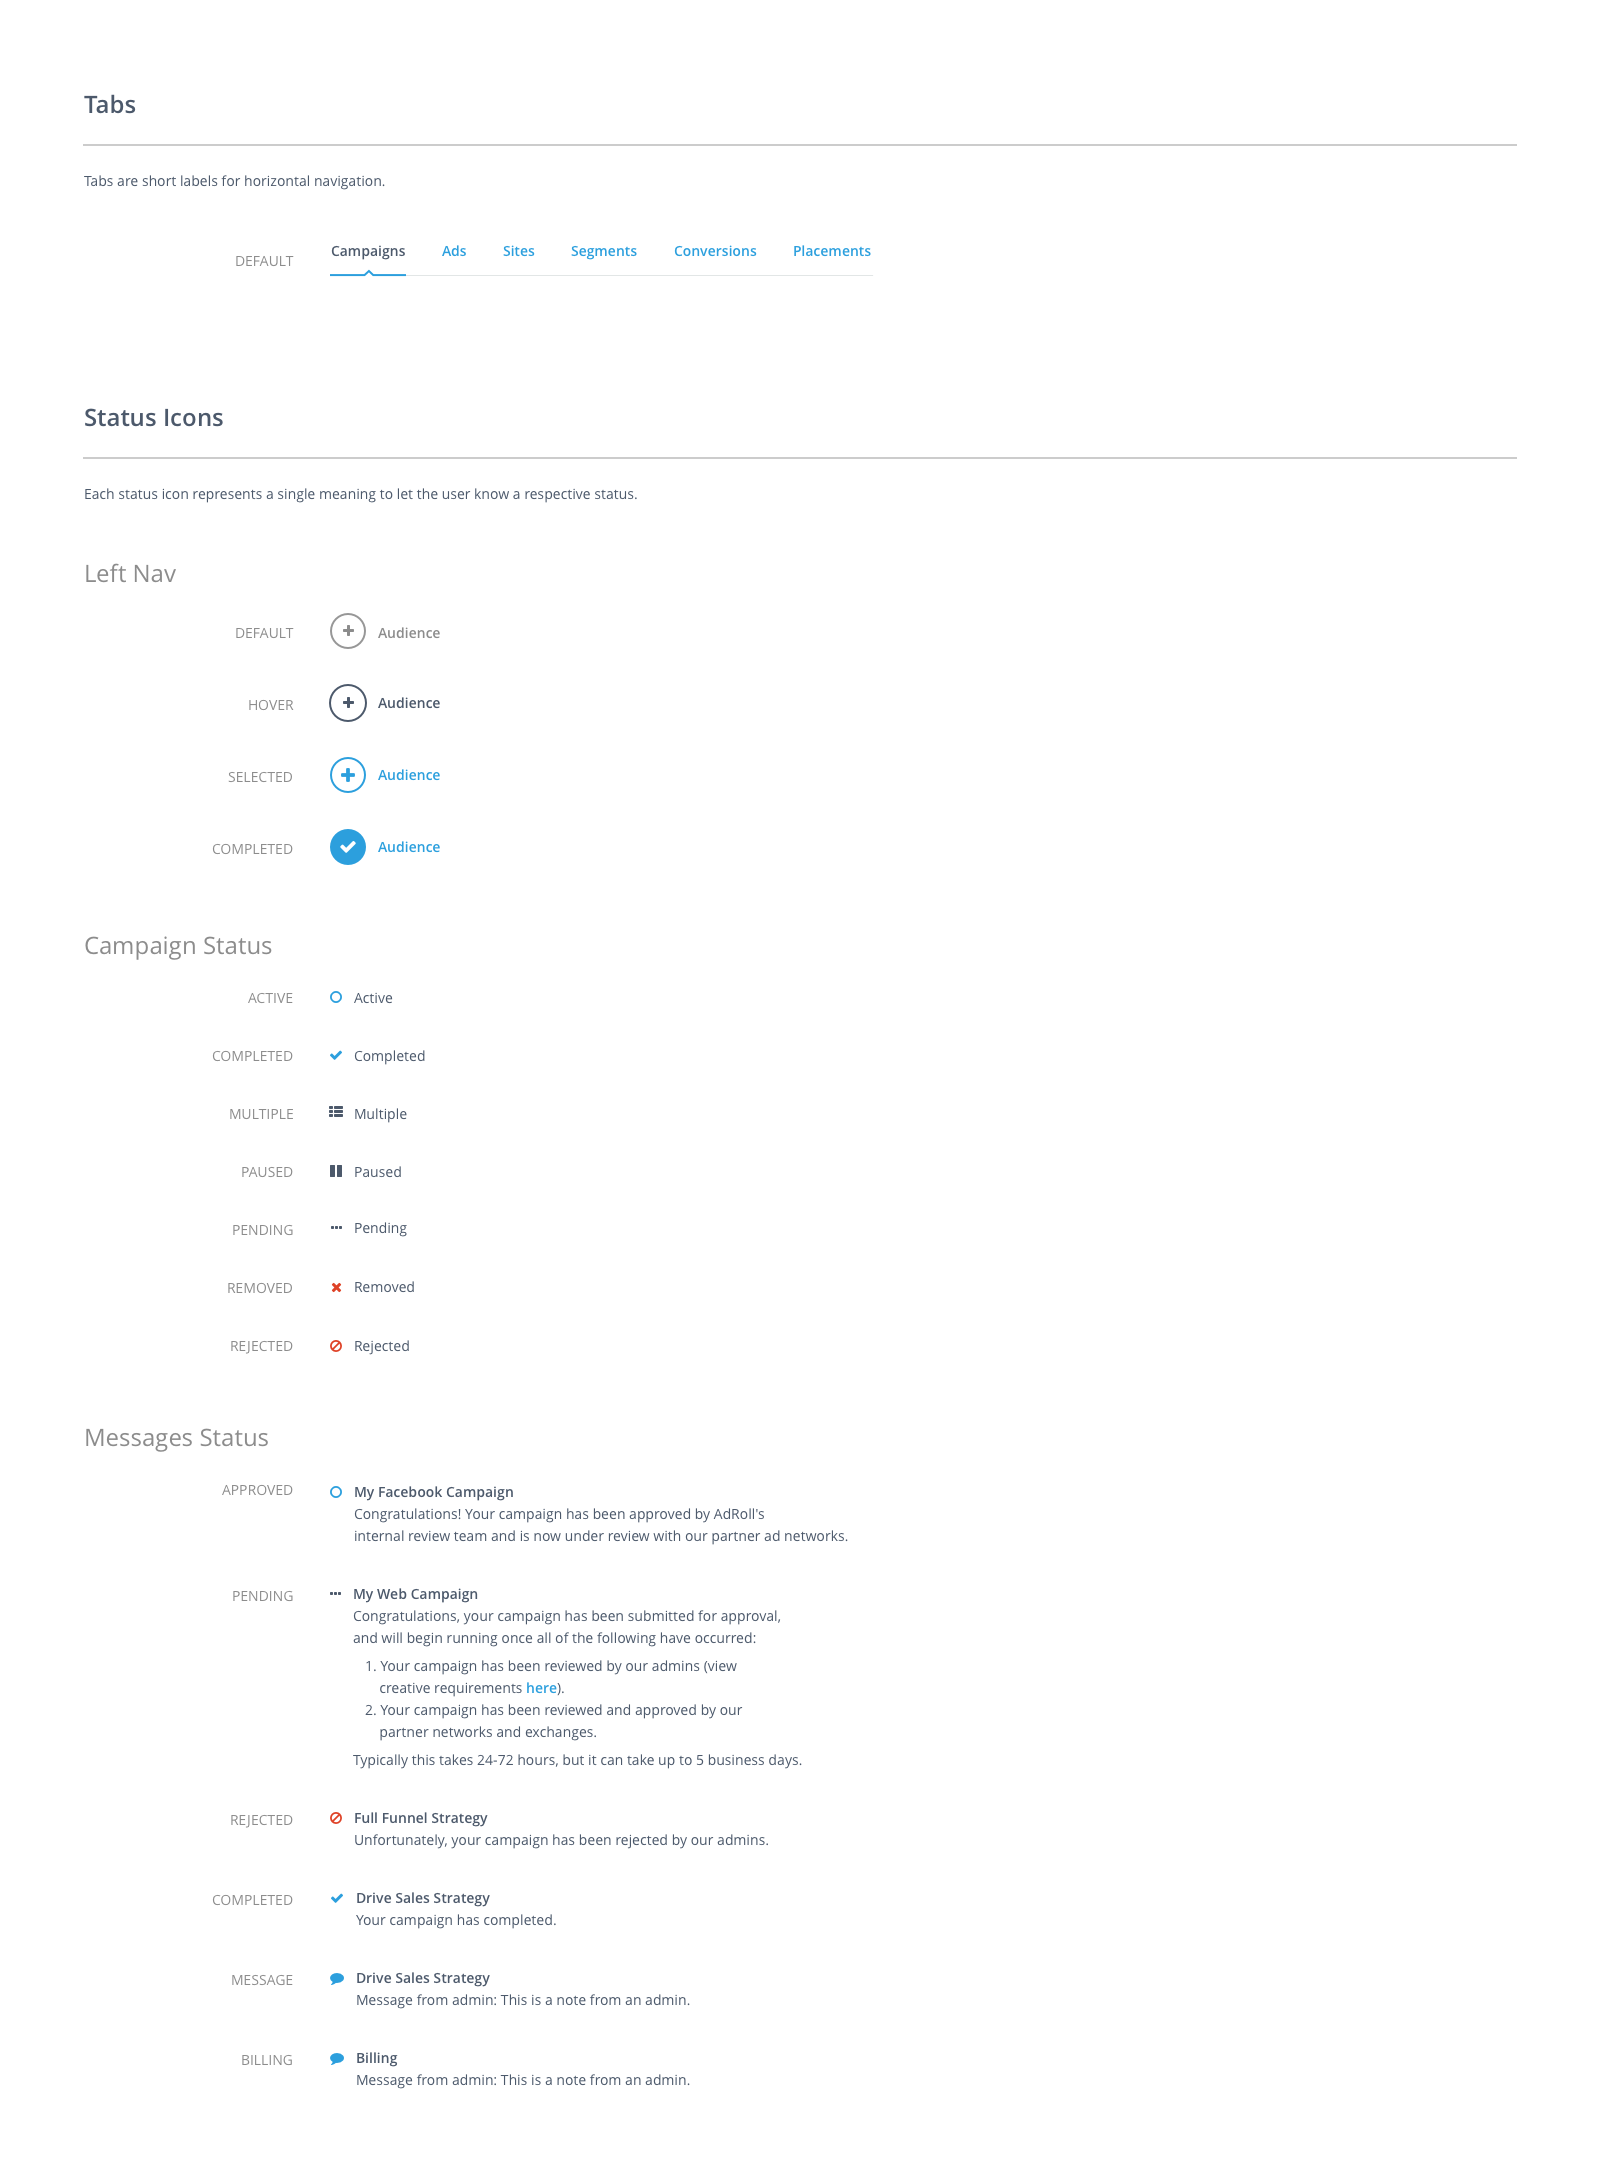 Tabs
Tabs are short labels for horizontal navigation.
DEFAULT Campaigns Ads Sites Segments Conversions Placements
Status Icons
Each status icon represents a single meaning to let the user know a respective status.
Left Nav
DEFAULT Audience
HOVER Audience
SELECTED Audience
COMPLETED Audience
Campaign Status
ACTIVE Active
COMPLETED Completed
MULTIPLE Multiple
PAUSED Paused
PENDING Pending
REMOVED Removed
REJECTED Rejected
Messages Status
APPROVED My Facebook Campaign
Congratulations! Your campaign has been approved by AdRoll's
internal review team and is now under review with our partner ad networks.
PENDING My Web Campaign
Congratulations, your campaign has been submitted for approval,
and will begin running once all of the following have occurred:
1. Your campaign has been reviewed by our admins (view
creative requirements here).
2. Your campaign has been reviewed and approved by our
partner networks and exchanges.
Typically this takes 24-72 hours, but it can take up to 5 business days.
REJECTED Full Funnel Strategy
Unfortunately, your campaign has been rejected by our admins.
COMPLETED Drive Sales Strategy
Your campaign has completed.
MESSAGE Drive Sales Strategy
Message from admin: This is a note from an admin.
BILLING Billing
Message from admin: This is a note from an admin.